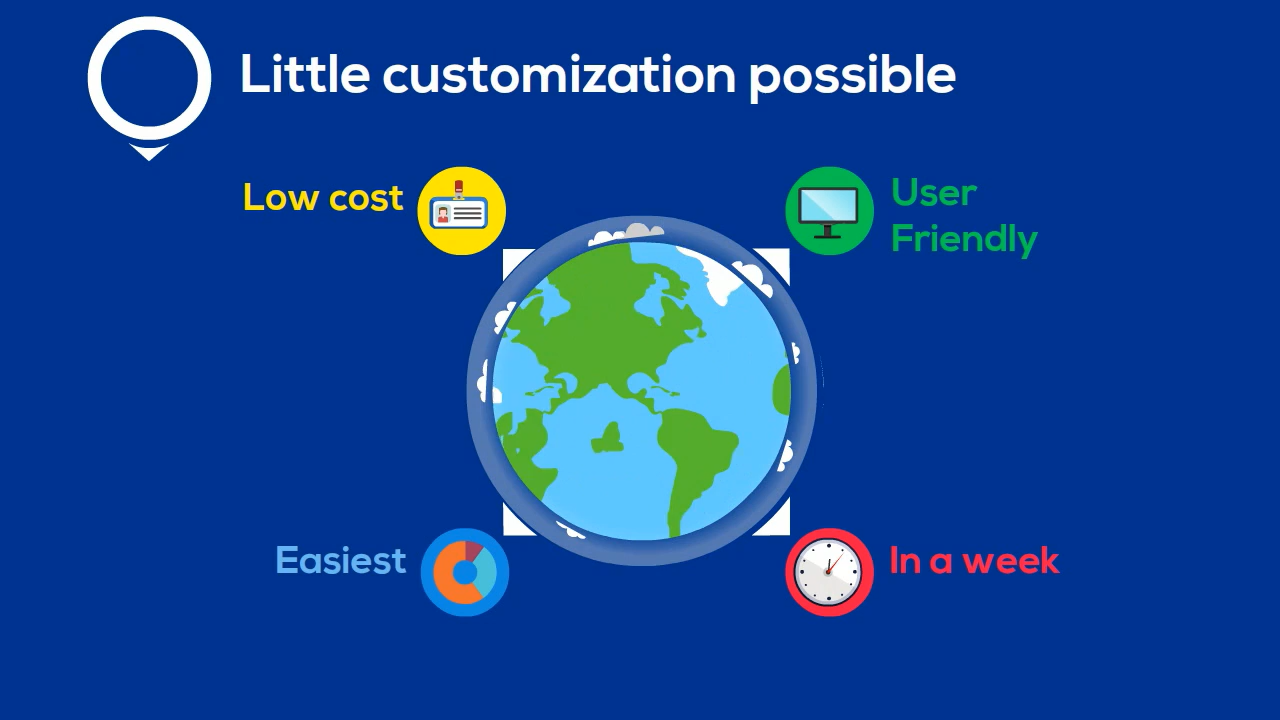 Little customization possible
Low cost
User
Friendly
Easiest
In a week